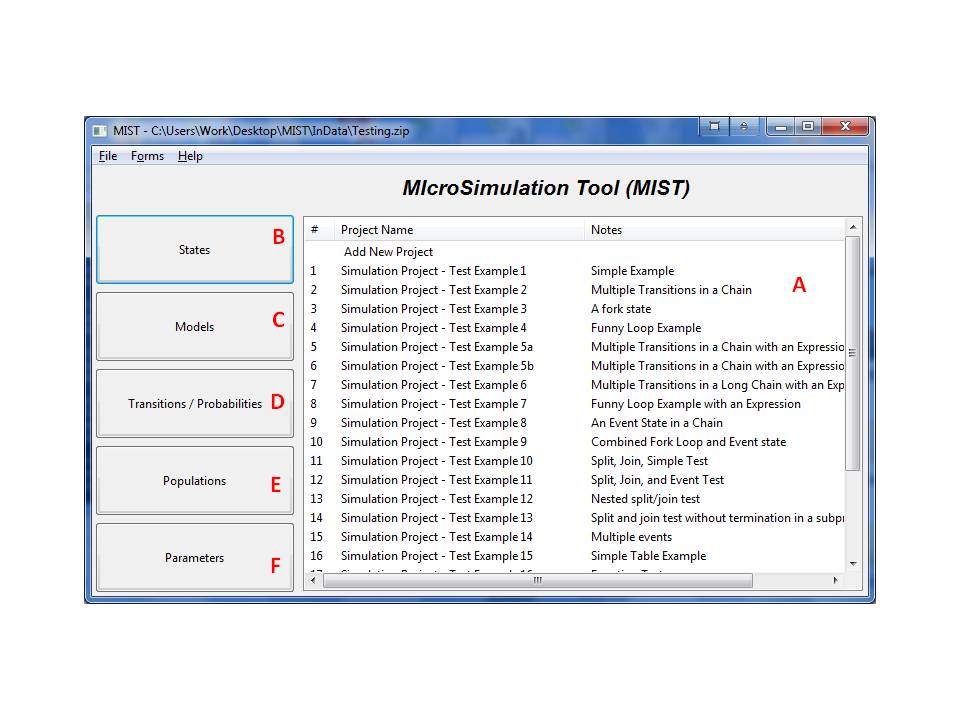 MIST - C:\Users\Work\Desktop\MIST\InData\Testing.zip
File Forms Help
MIcroSimulation Tool (MIST)
States B
Models C
Transitions / Probabilities D
Populations E
Parameters F
# Project Name Notes
Add New Project
A
1 Simulation Project - Test Example 1 Simple Example
2 Simulation Project - Test Example 2 Multiple Transitions in a Chain
3 Simulation Project - Test Example 3 A fork state
4 Simulation Project - Test Example 4 Funny Loop Example
5 Simulation Project - Test Example 5a Multiple Transitions in a Chain with an Expressio
6 Simulation Project - Test Example 5b Multiple Transitions in a Chain with an Expressio
7 Simulation Project - Test Example 6 Multiple Transitions in a Long Chain with an Exp
8 Simulation Project - Test Example 7 Funny Loop Example with an Expression
9 Simulation Project - Test Example 8 An Event State in a Chain
10 Simulation Project - Test Example 9 Combined Fork Loop and Event state
11 Simulation Project - Test Example 10 Split, Join, Simple Test
12 Simulation Project - Test Example 11 Split, Join, and Event Test
13 Simulation Project - Test Example 12 Nested split/join test
14 Simulation Project - Test Example 13 Split and join test without termination in a subpr
15 Simulation Project - Test Example 14 Multiple events
16 Simulation Project - Test Example 15 Simple Table Example